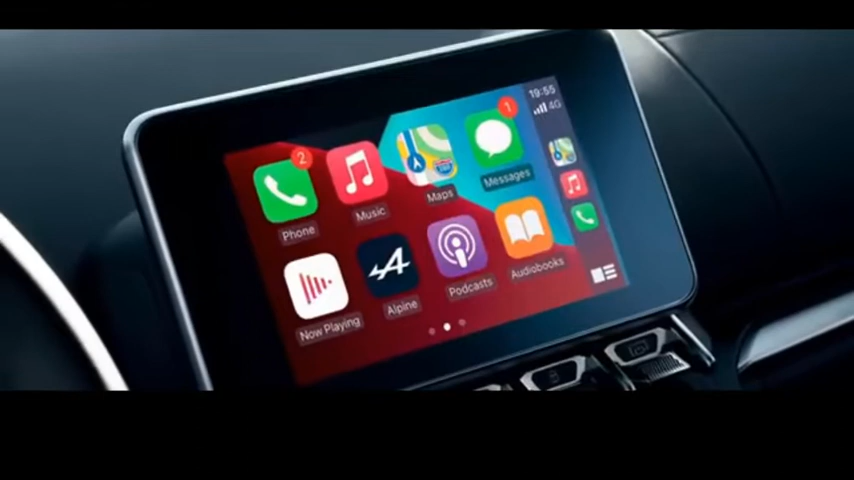 19:55
4G
2
1
Phone
Music
Maps
Messages
Now Playing
Alpine
Podcasts
Audiobooks